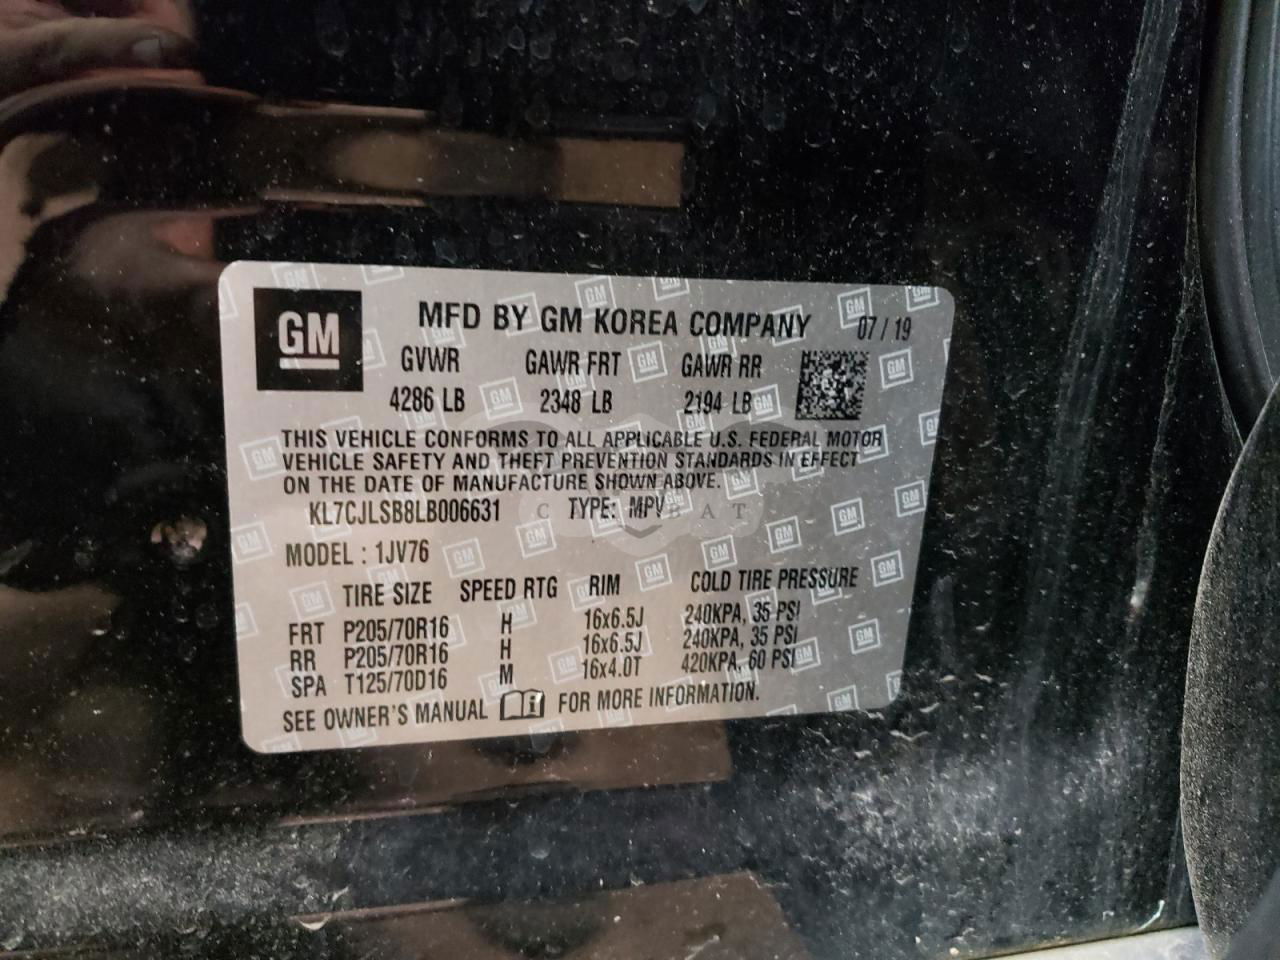 GM MFD BY GM KOREA COMPANY 07 / 19
GVWR GAWR FRT GAWR RR
4286 LB 2348 LB 2194 LB
THIS VEHICLE CONFORMS TO ALL APPLICABLE U.S. FEDERAL MOTOR
VEHICLE SAFETY AND THEFT PREVENTION STANDARDS IN EFFECT
ON THE DATE OF MANUFACTURE SHOWN ABOVE.
KL7CJLSB8LB006631 TYPE: MPV
MODEL : 1JV76
TIRE SIZE SPEED RTG RIM COLD TIRE PRESSURE
FRT P205/70R16 H 16x6.5J 240KPA, 35 PSI
RR P205/70R16 H 16x6.5J 240KPA, 35 PSI
SPA T125/70D16 M 16x4.0T 420KPA, 60 PSI
SEE OWNER'S MANUAL FOR MORE INFORMATION.